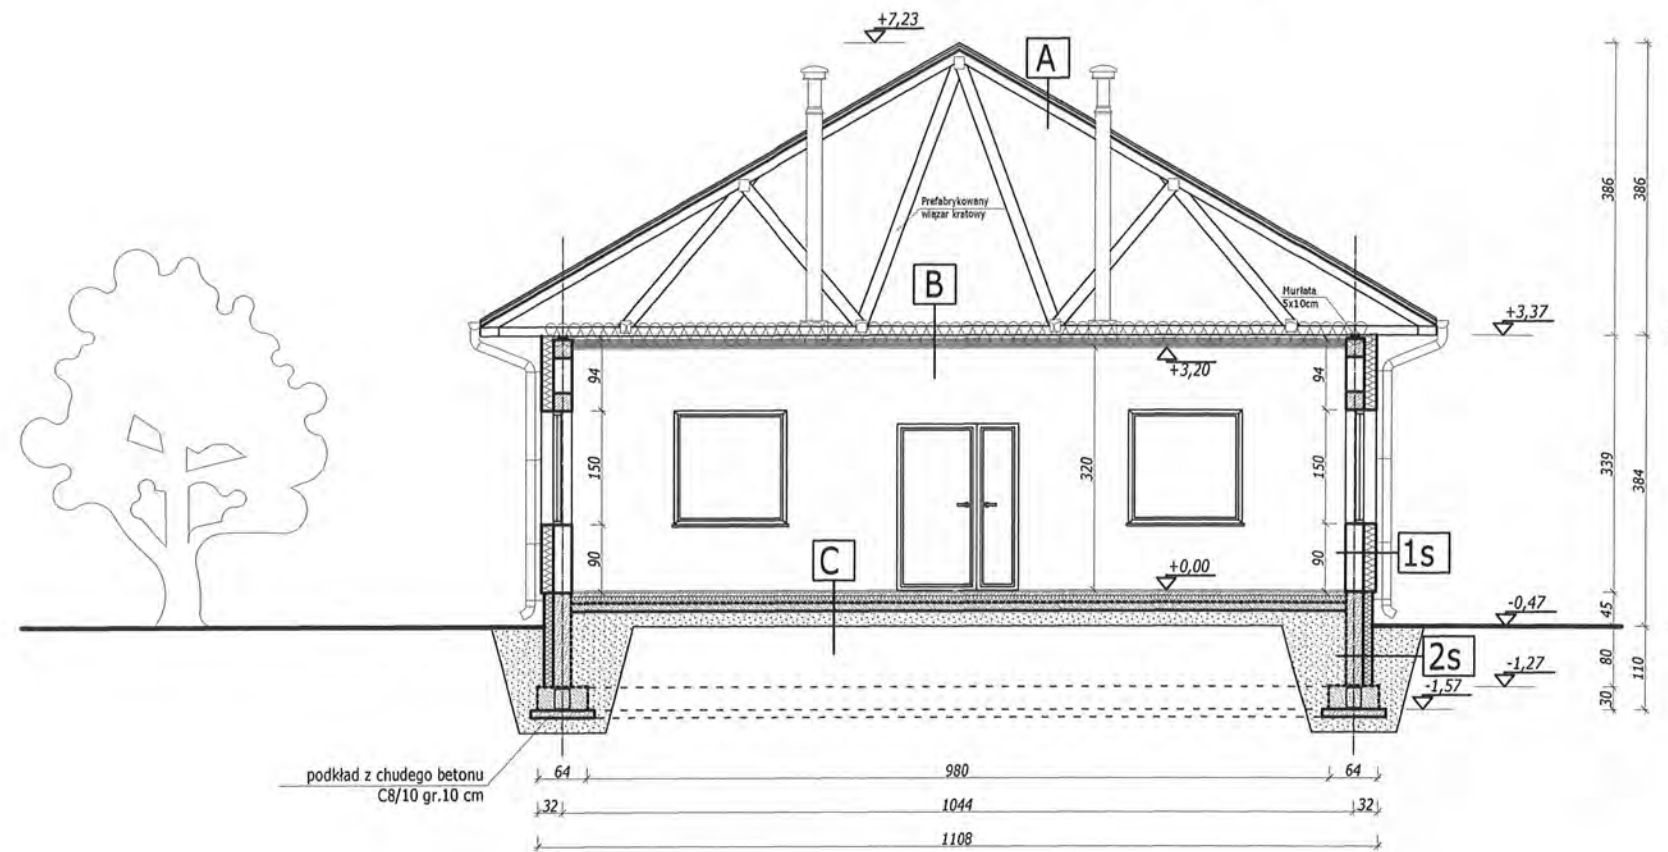 +7,23
A
386
386
Prefabrykowany
wiązar kratowy
B
Murłata
5x10cm
+3,37
94
+3,20
94
150
320
150
339
384
90
C
+0,00
90
1s
-0,47
45
2s
80
110
-1,27
-1,57
30
podkład z chudego betonu
C8/10 gr.10 cm
64
980
64
32
1044
32
1108